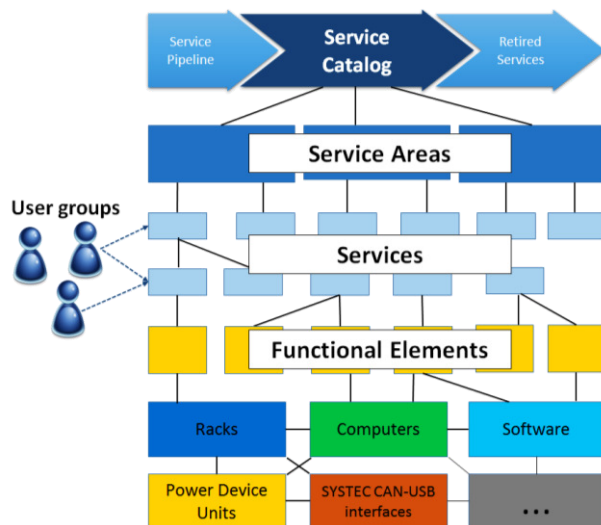 Service
Pipeline
Service
Catalog
Retired
Services
Service Areas
User groups
Services
Functional Elements
Racks
Computers
Software
Power Device
Units
SYSTEC CAN-USB
interfaces
...